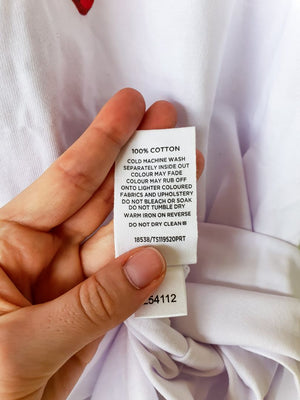 100% COTTON
COLD MACHINE WASH
SEPARATELY INSIDE OUT
COLOUR MAY FADE
COLOUR MAY RUB OFF
ONTO LIGHTER COLOURED
FABRICS AND UPHOLSTERY
DO NOT BLEACH OR SOAK
DO NOT TUMBLE DRY
WARM IRON ON REVERSE
DO NOT DRY CLEAN
18538/TS119520PRT
254112